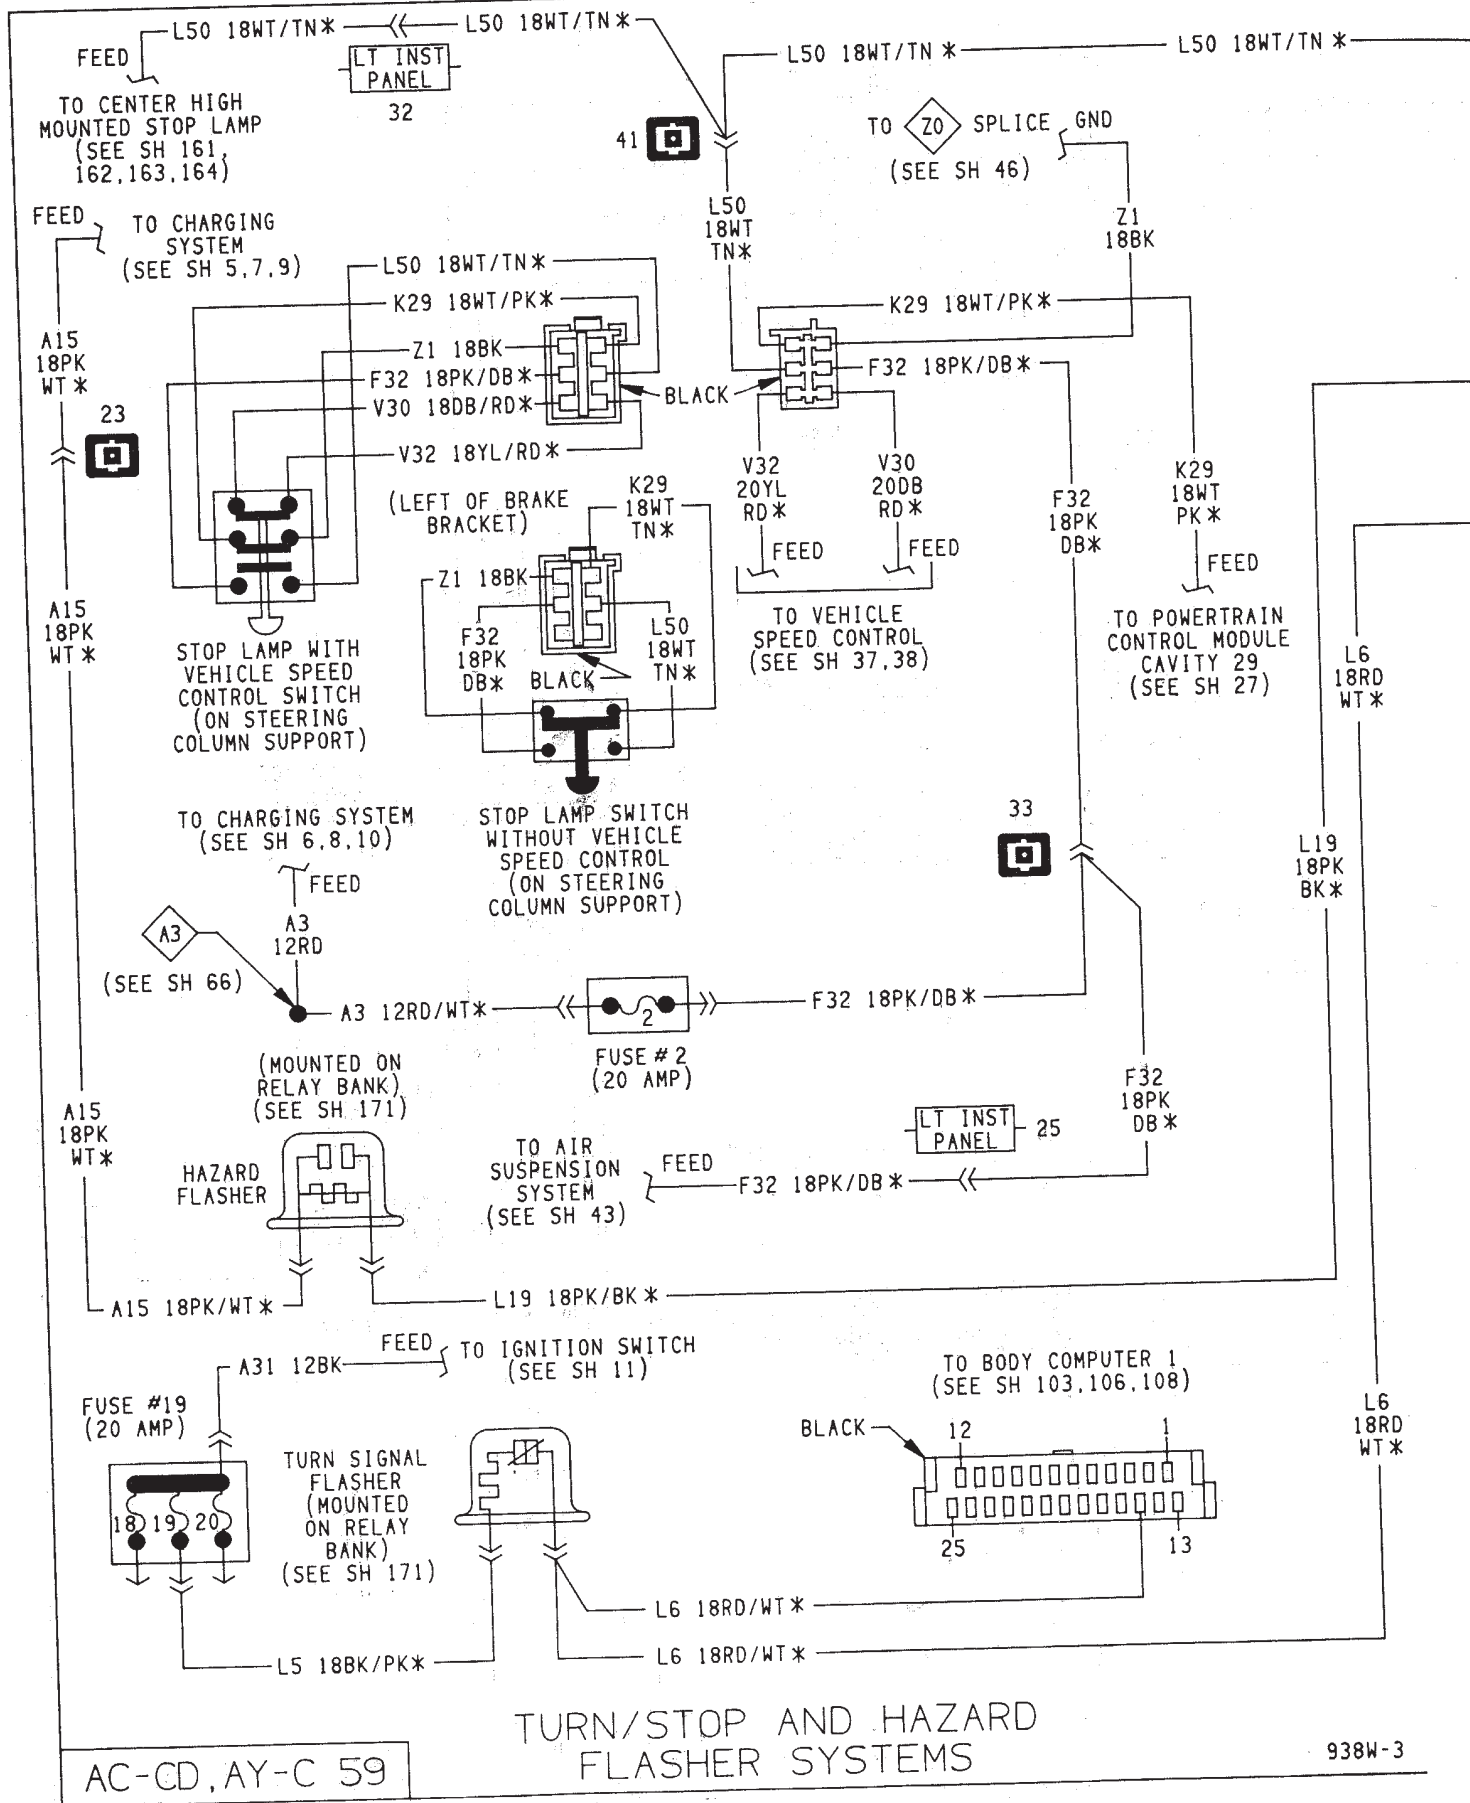 L50 18WT/TN* L50 18WT/TN*
FEED
LT INST
PANEL
32
TO CENTER HIGH
MOUNTED STOP LAMP
(SEE SH 161,
162,163,164)
L50 18WT/TN* L50 18WT/TN*
41
TO Z0 SPLICE GND
(SEE SH 46)
L50
18WT
TN*
Z1
18BK
FEED
TO CHARGING
SYSTEM
(SEE SH 5,7,9)
A15
18PK
WT*
23
L50 18WT/TN*
K29 18WT/PK*
Z1 18BK
F32 18PK/DB*
V30 18DB/RD*
V32 18YL/RD*
BLACK
K29 18WT/PK*
F32 18PK/DB*
V32
20YL
RD*
FEED
V30
20DB
RD*
FEED
TO VEHICLE
SPEED CONTROL
(SEE SH 37,38)
F32
18PK
DB*
K29
18WT
PK*
FEED
TO POWERTRAIN
CONTROL MODULE
CAVITY 29
(SEE SH 27)
(LEFT OF BRAKE
BRACKET)
K29
18WT
TN*
Z1 18BK
F32
18PK
DB*
L50
18WT
TN*
BLACK
A15
18PK
WT*
STOP LAMP WITH
VEHICLE SPEED
CONTROL SWITCH
(ON STEERING
COLUMN SUPPORT)
STOP LAMP SWITCH
WITHOUT VEHICLE
SPEED CONTROL
(ON STEERING
COLUMN SUPPORT)
L6
18RD
WT*
L19
18PK
BK*
33
TO CHARGING SYSTEM
(SEE SH 6,8,10)
FEED
A3
12RD
A3
(SEE SH 66)
A3 12RD/WT*
2
FUSE #2
(20 AMP)
F32 18PK/DB*
F32
18PK
DB*
LT INST
PANEL
25
(MOUNTED ON
RELAY BANK)
(SEE SH 171)
HAZARD
FLASHER
A15
18PK
WT*
TO AIR
SUSPENSION
SYSTEM
(SEE SH 43)
FEED
F32 18PK/DB*
A15 18PK/WT*
L19 18PK/BK*
A31 12BK
FEED
TO IGNITION SWITCH
(SEE SH 11)
FUSE #19
(20 AMP)
18 19 20
TURN SIGNAL
FLASHER
(MOUNTED
ON RELAY
BANK)
(SEE SH 171)
TO BODY COMPUTER 1
(SEE SH 103,106,108)
BLACK
12 1
25 13
L6
18RD
WT*
L6 18RD/WT*
L5 18BK/PK*
L6 18RD/WT*
TURN/STOP AND HAZARD
FLASHER SYSTEMS
AC-CD,AY-C 59
938W-3